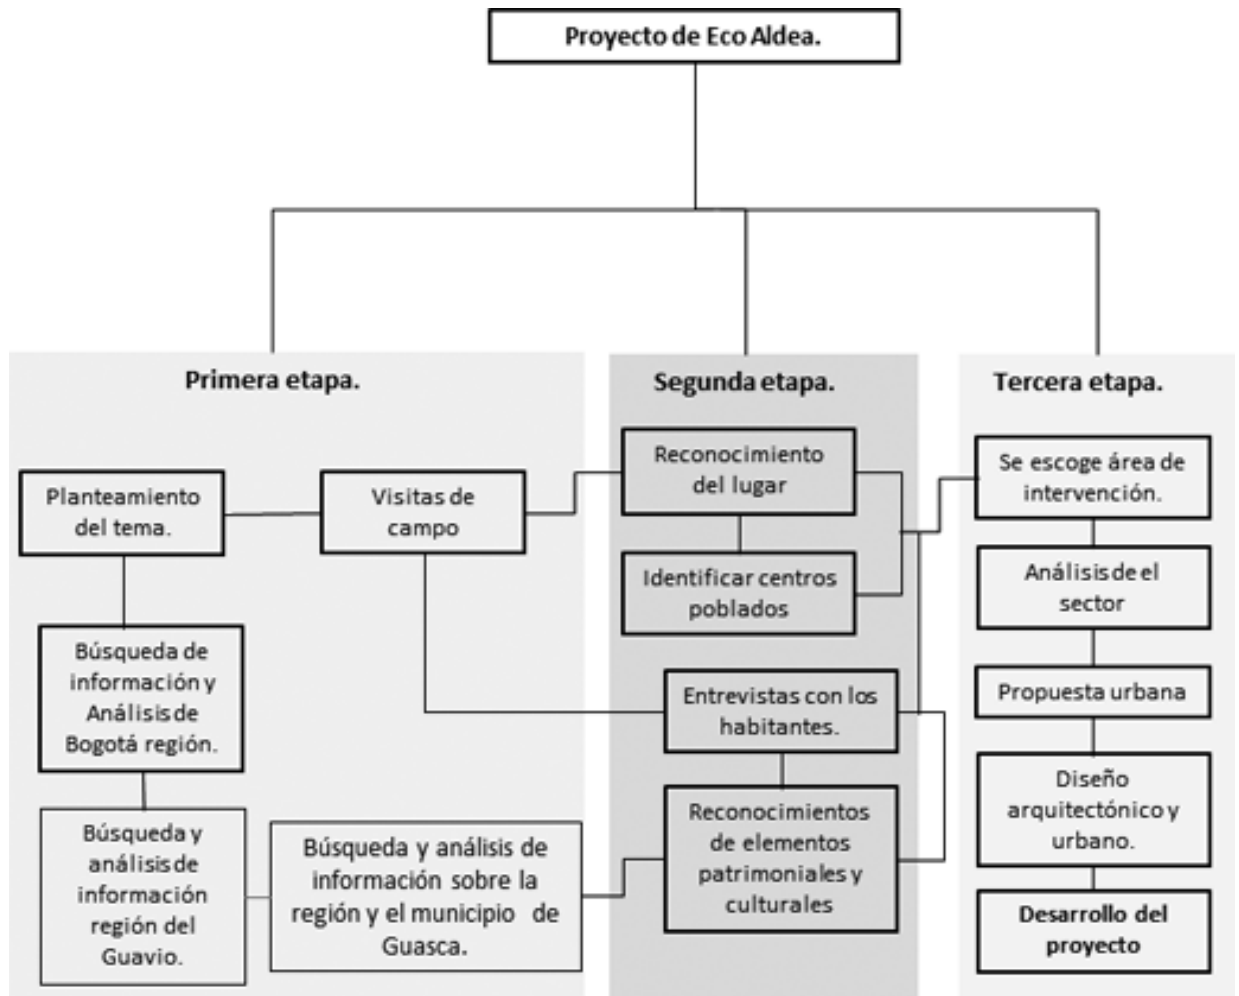 Proyecto de Eco Aldea.
Primera etapa.
Planteamiento
del tema.
Visitas de
campo
Búsqueda de
información y
Análisis de
Bogotá región.
Búsqueda y
análisis de
información
región del
Guavio.
Búsqueda y análisis de
información sobre la
región y el municipio de
Guasca.
Segunda etapa.
Reconocimiento
del lugar
Identificar centros
poblados
Entrevistas con los
habitantes.
Reconocimientos
de elementos
patrimoniales y
culturales
Tercera etapa.
Se escoge área de
intervención.
Análisis de el
sector
Propuesta urbana
Diseño
arquitectónico y
urbano.
Desarrollo del
proyecto